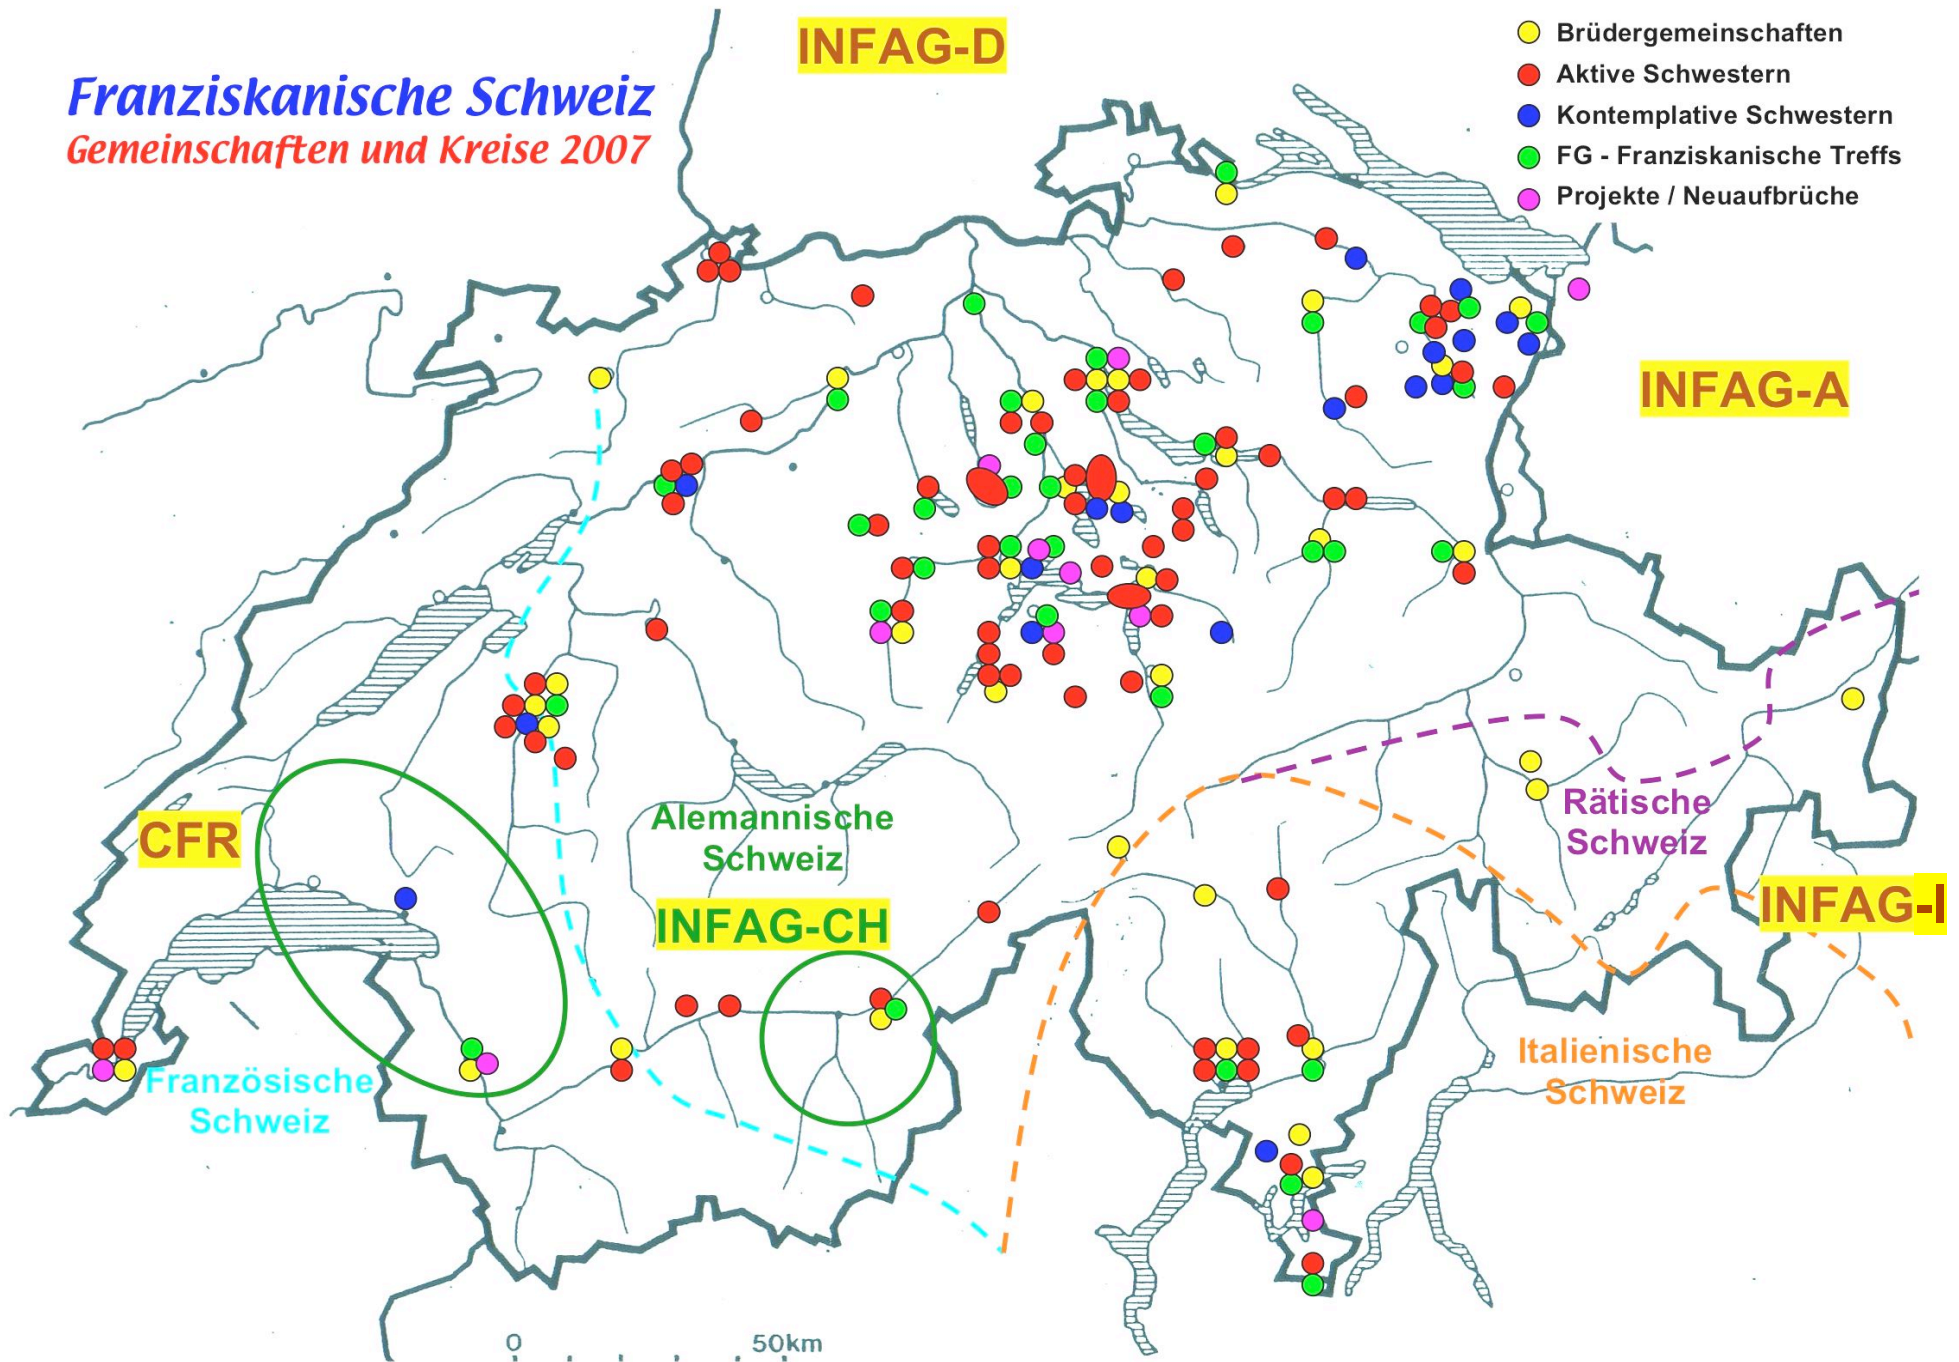 INFAG-D
Franziskanische Schweiz
Gemeinschaften und Kreise 2007
Brüdergemeinschaften
Aktive Schwestern
Kontemplative Schwestern
FG - Franziskanische Treffs
Projekte / Neuaufbrüche
INFAG-A
CFR
Alemannische
Schweiz
INFAG-CH
Rätische
Schweiz
INFAG-I
Französische
Schweiz
Italienische
Schweiz
0 50km